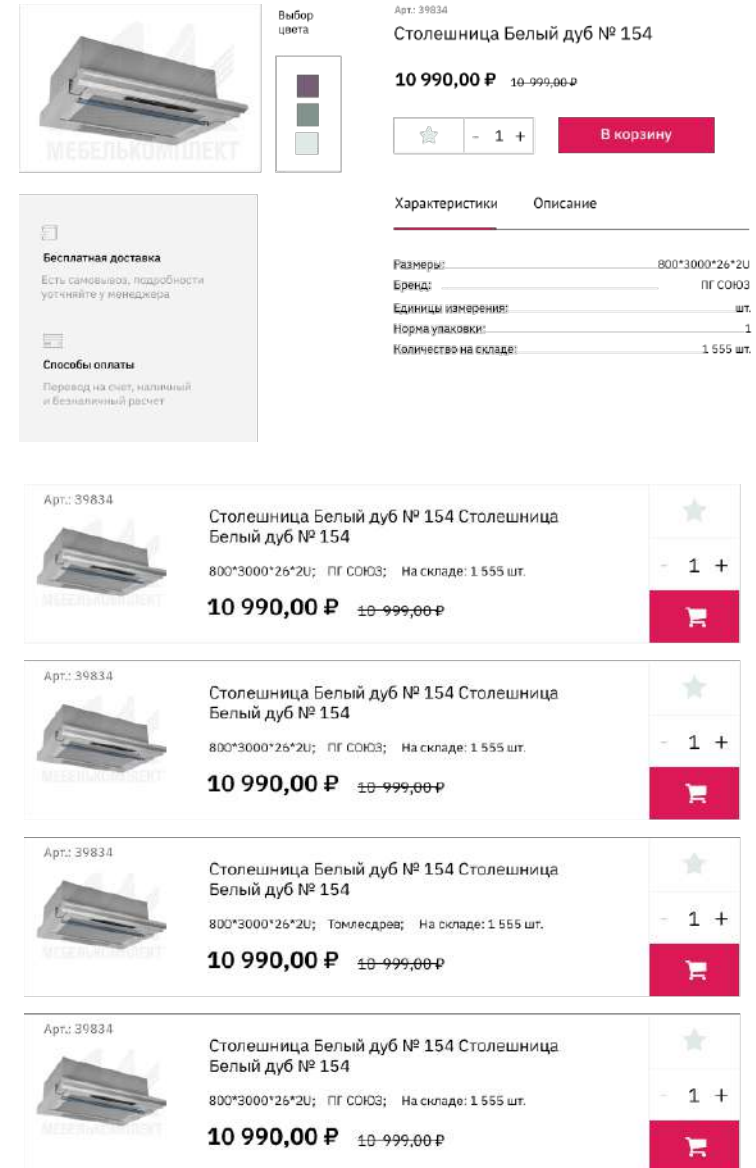 Выбор
цвета
МЕБЕЛЬКОМПЛЕКТ
Арт.: 39834
Столешница Белый дуб № 154
10 990,00 ₽ 10 999,00 ₽
- 1 +
В корзину
Бесплатная доставка
Есть самовывоз, подробности
уточняйте у менеджера
Способы оплаты
Перевод на счет, наличный
и безналичный расчет
Характеристики Описание
Размеры: 800*3000*26*2U
Бренд: ПГ СОЮЗ
Единицы измерения: шт.
Норма упаковки: 1
Количество на складе: 1 555 шт.
Арт.: 39834
МЕБЕЛЬКОМПЛЕКТ
Столешница Белый дуб № 154 Столешница
Белый дуб № 154
800*3000*26*2U; ПГ СОЮЗ; На складе: 1 555 шт.
10 990,00 ₽ 10 999,00 ₽
- 1 +
Арт.: 39834
МЕБЕЛЬКОМПЛЕКТ
Столешница Белый дуб № 154 Столешница
Белый дуб № 154
800*3000*26*2U; ПГ СОЮЗ; На складе: 1 555 шт.
10 990,00 ₽ 10 999,00 ₽
- 1 +
Арт.: 39834
МЕБЕЛЬКОМПЛЕКТ
Столешница Белый дуб № 154 Столешница
Белый дуб № 154
800*3000*26*2U; Томлесдрев; На складе: 1 555 шт.
10 990,00 ₽ 10 999,00 ₽
- 1 +
Арт.: 39834
МЕБЕЛЬКОМПЛЕКТ
Столешница Белый дуб № 154 Столешница
Белый дуб № 154
800*3000*26*2U; ПГ СОЮЗ; На складе: 1 555 шт.
10 990,00 ₽ 10 999,00 ₽
- 1 +